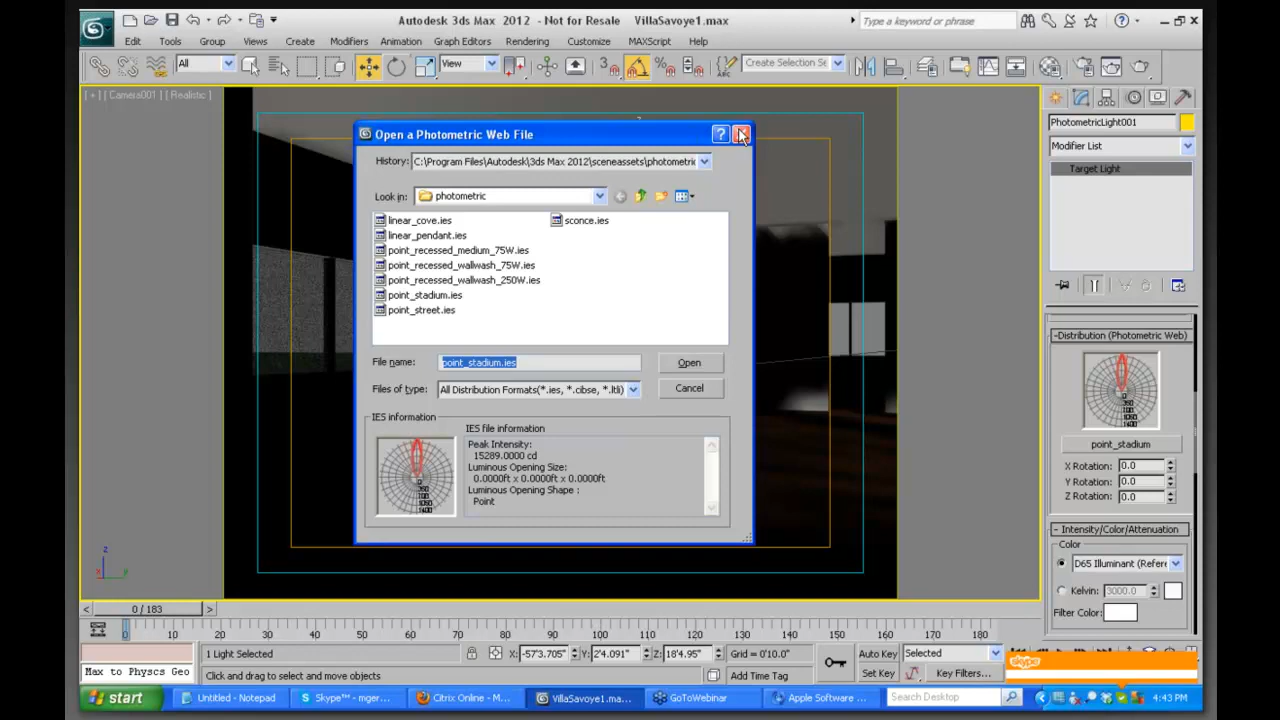 Autodesk 3ds Max 2012 - Not for Resale VillaSavoye1.max
Type a keyword or phrase
Edit Tools Group Views Create Modifiers Animation Graph Editors Rendering Customize MAXScript Help
All
View
Create Selection Se
[ + ] [ Camera001 ] [ Realistic ]
Open a Photometric Web File
History: C:\Program Files\Autodesk\3ds Max 2012\sceneassets\photometric
Look in: photometric
linear_cove.ies
linear_pendant.ies
point_recessed_medium_75W.ies
point_recessed_wallwash_75W.ies
point_recessed_wallwash_250W.ies
point_stadium.ies
point_street.ies
sconce.ies
File name: point_stadium.ies
Open
Files of type: All Distribution Formats(*.ies, *.cibse, *.ltli)
Cancel
IES information
IES file information
Peak Intensity:
15289.0000 cd
Luminous Opening Size:
0.0000ft x 0.0000ft x 0.0000ft
Luminous Opening Shape :
Point
PhotometricLight001
Modifier List
Target Light
- Distribution (Photometric Web)
point_stadium
X Rotation: 0.0
Y Rotation: 0.0
Z Rotation: 0.0
- Intensity/Color/Attenuation
Color
D65 Illuminant (Refere
Kelvin: 3000.0
Filter Color:
< 0 / 183 >
0 10 20 30 40 50 60 70 80 90 100 110 120 130 140 150 160 170 180
1 Light Selected
X: -57'3.705" Y: 2'4.091" Z: 18'4.95" Grid = 0'10.0"
Auto Key Selected
Max to Physcs Geo
Click and drag to select and move objects
Add Time Tag
Set Key Key Filters...
skype
start
Untitled - Notepad
Skype™ - mger...
Citrix Online - M...
VillaSavoye1.ma...
GoToWebinar
Apple Software ...
Search Desktop
4:43 PM